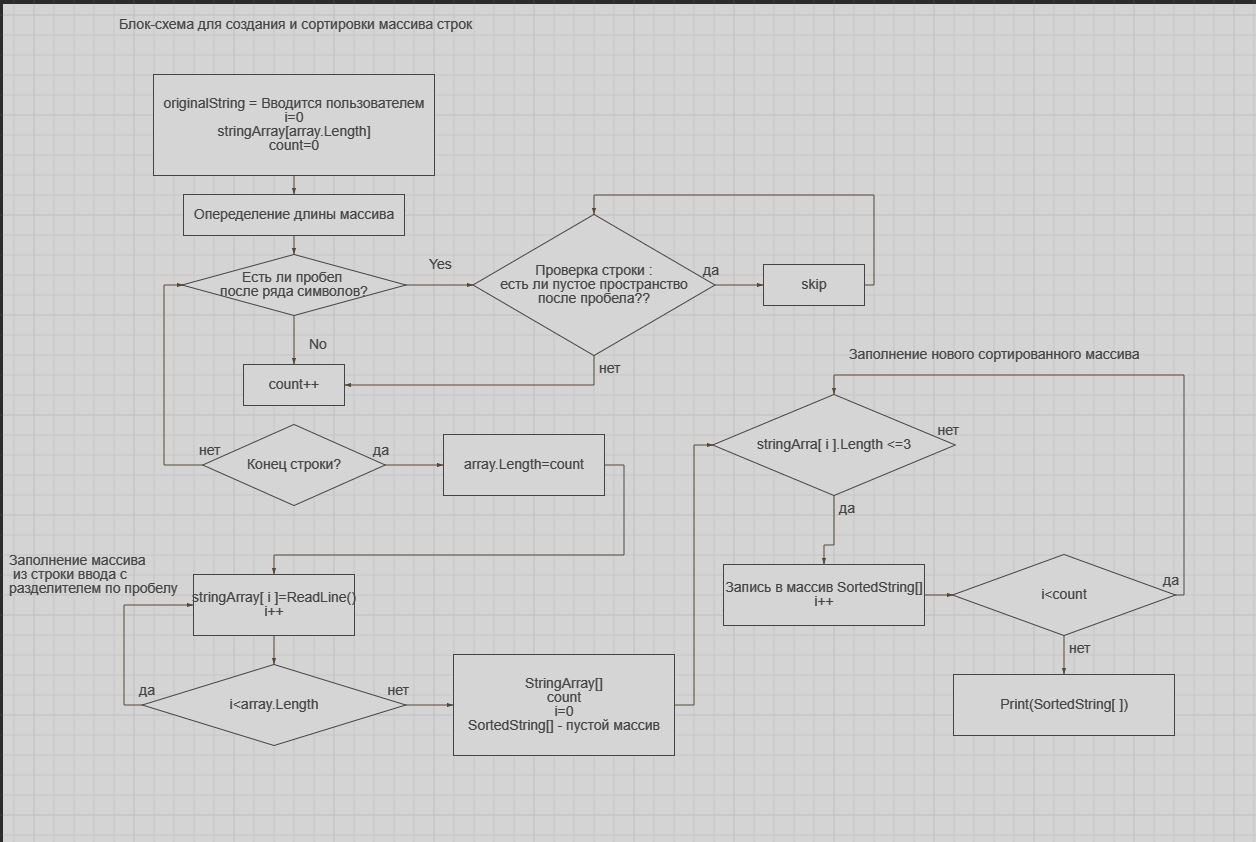 Блок-схема для создания и сортировки массива строк
originalString = Вводится пользователем
i=0
stringArray[array.Length]
count=0
Опеределение длины массива
Есть ли пробел
после ряда символов?
Yes
Проверка строки :
есть ли пустое пространство
после пробела??
да
skip
No
нет
count++
Конец строки?
нет
да
array.Length=count
Заполнение массива
из строки ввода с
разделителем по пробелу
stringArray[ i ]=ReadLine()
i++
i<array.Length
да
нет
StringArray[]
count
i=0
SortedString[] - пустой массив
Заполнение нового сортированного массива
stringArra[ i ].Length <=3
нет
да
Запись в массив SortedString[]
i++
i<count
да
нет
Print(SortedString[ ])